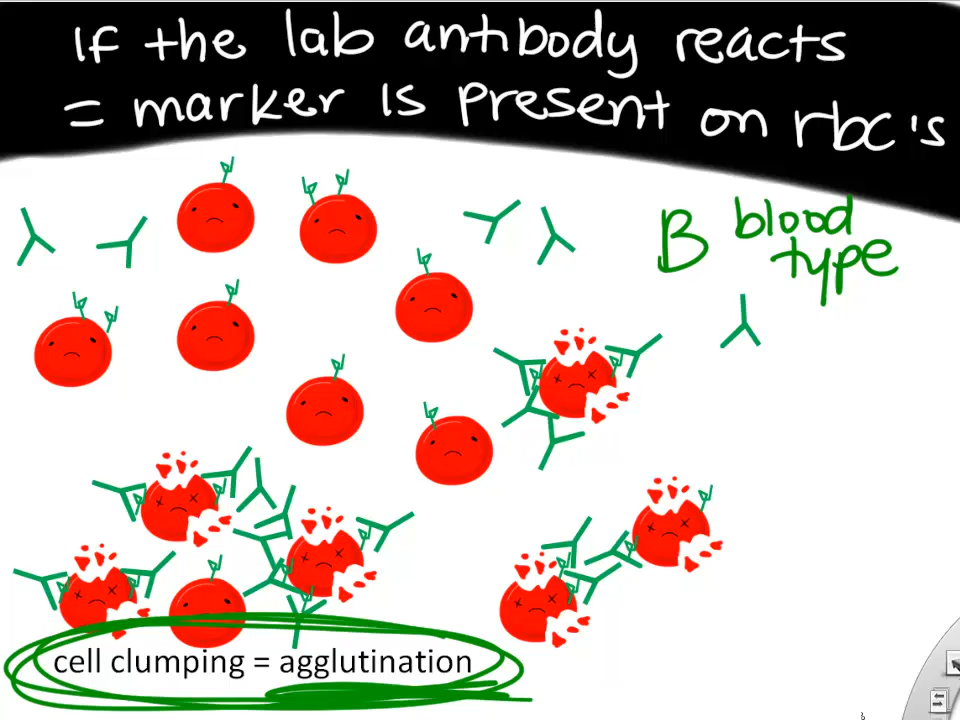 If the lab antibody reacts
= marker is present on rbc's
B blood
type
cell clumping = agglutination